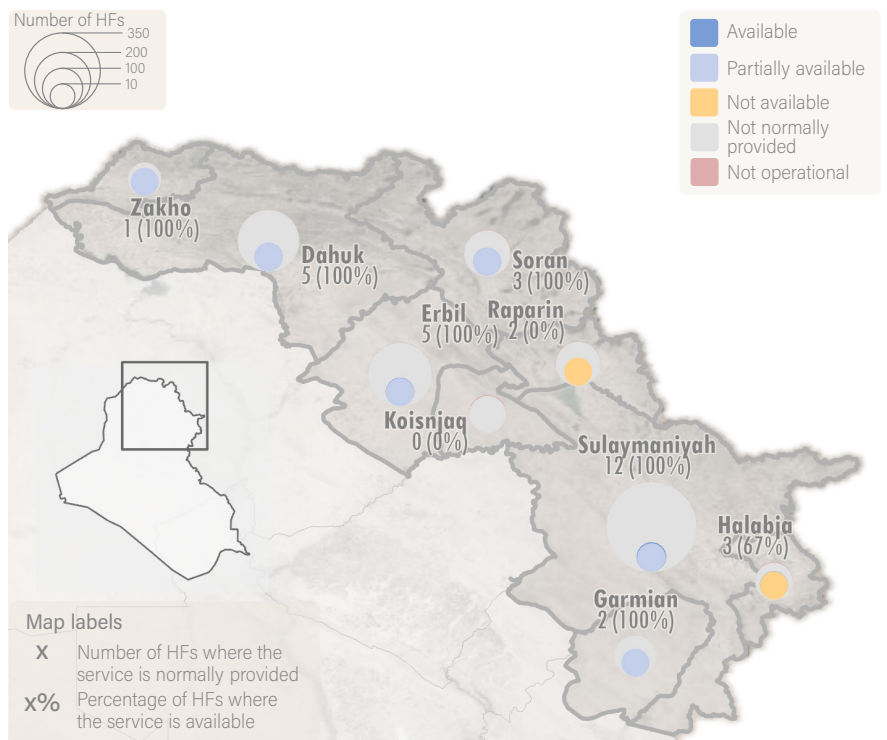 Number of HFs
350
200
100
10
Available
Partially available
Not available
Not normally
provided
Not operational
Zakho
1 (100%)
Dahuk
5 (100%)
Soran
3 (100%)
Erbil
5 (100%)
Raparin
2 (0%)
Koisnjaq
0 (0%)
Sulaymaniyah
12 (100%)
Halabja
3 (67%)
Garmian
2 (100%)
Map labels
x Number of HFs where the
service is normally provided
x% Percentage of HFs where
the service is available